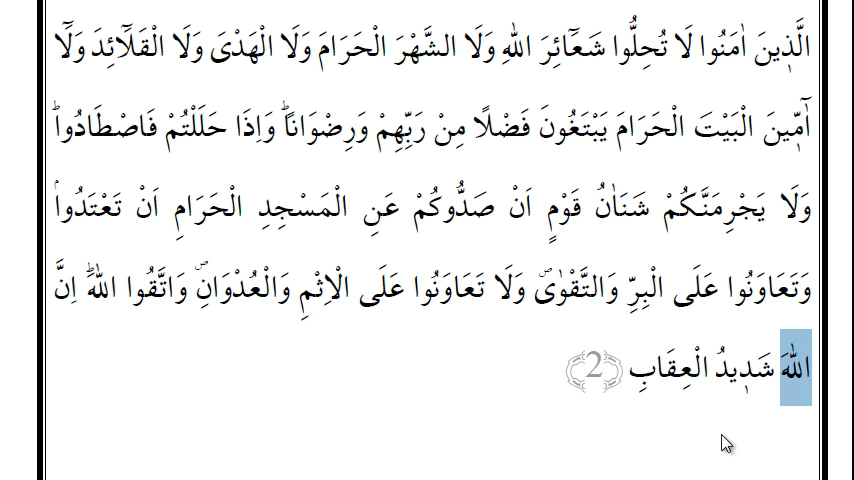 الَّذ۪ينَ اٰمَنُوا لَا تُحِلُّوا شَعَٓائِرَ اللّٰهِ وَلَا الشَّهْرَ الْحَرَامَ وَلَا الْهَدْيَ وَلَا الْقَلَٓائِدَ وَلَٓا
اٰۤمّ۪ينَ الْبَيْتَ الْحَرَامَ يَبْتَغُونَ فَضْلًا مِنْ رَبِّهِمْ وَرِضْوَانًاۜ وَاِذَا حَلَلْتُمْ فَاصْطَادُواۜ
وَلَا يَجْرِمَنَّكُمْ شَنَاٰنُ قَوْمٍ اَنْ صَدُّوكُمْ عَنِ الْمَسْجِدِ الْحَرَامِ اَنْ تَعْتَدُواۢ
وَتَعَاوَنُوا عَلَى الْبِرِّ وَالتَّقْوٰىۖ وَلَا تَعَاوَنُوا عَلَى الْاِثْمِ وَالْعُدْوَانِۖ وَاتَّقُوا اللّٰهَۜ اِنَّ
اللّٰهَ شَد۪يدُ الْعِقَابِ ﴿2﴾